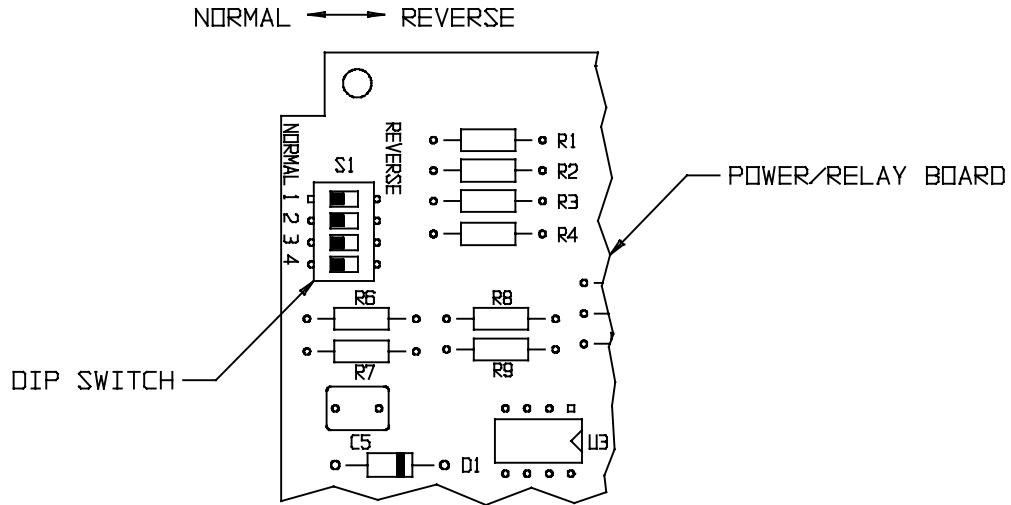 NORMAL REVERSE
NORMAL
REVERSE
S1
1
2
3
4
R1
R2
R3
R4
POWER/RELAY BOARD
R6
R8
R7
R9
DIP SWITCH
C5
U3
D1